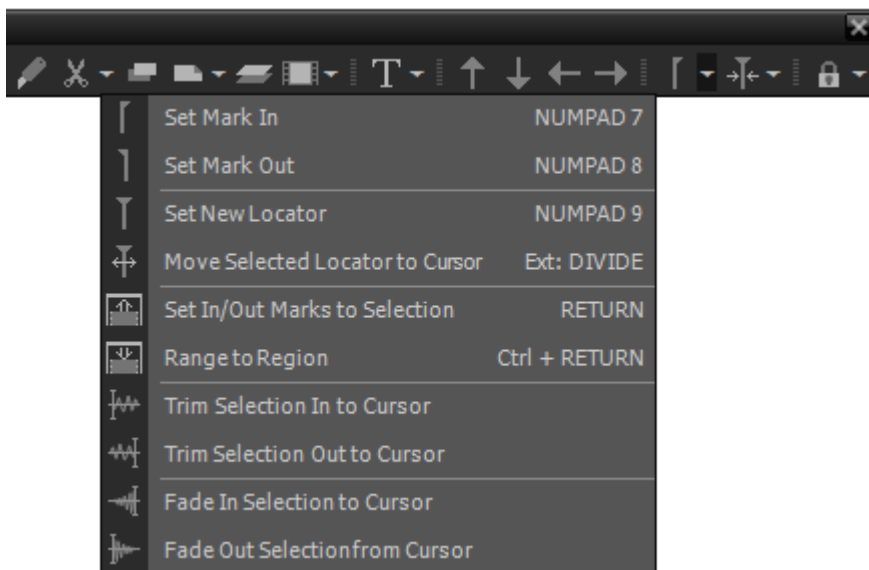 T
Set Mark In NUMPAD 7
Set Mark Out NUMPAD 8
Set New Locator NUMPAD 9
Move Selected Locator to Cursor Ext: DIVIDE
Set In/Out Marks to Selection RETURN
Range to Region Ctrl + RETURN
Trim Selection In to Cursor
Trim Selection Out to Cursor
Fade In Selection to Cursor
Fade Out Selection from Cursor